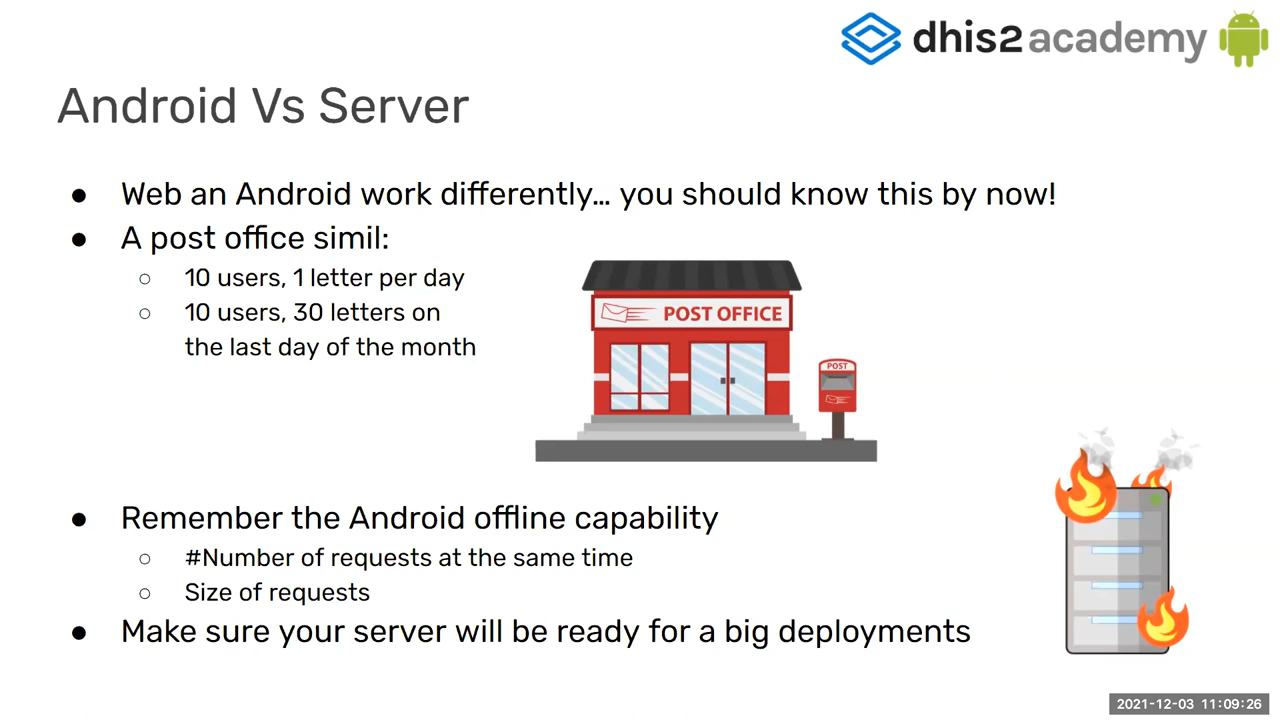 dhis2 academy
Android Vs Server
● Web an Android work differently... you should know this by now!
● A post office simil:
○ 10 users, 1 letter per day
○ 10 users, 30 letters on
the last day of the month
POST OFFICE
POST
● Remember the Android offline capability
○ #Number of requests at the same time
○ Size of requests
● Make sure your server will be ready for a big deployments
2021-12-03 11:09:26